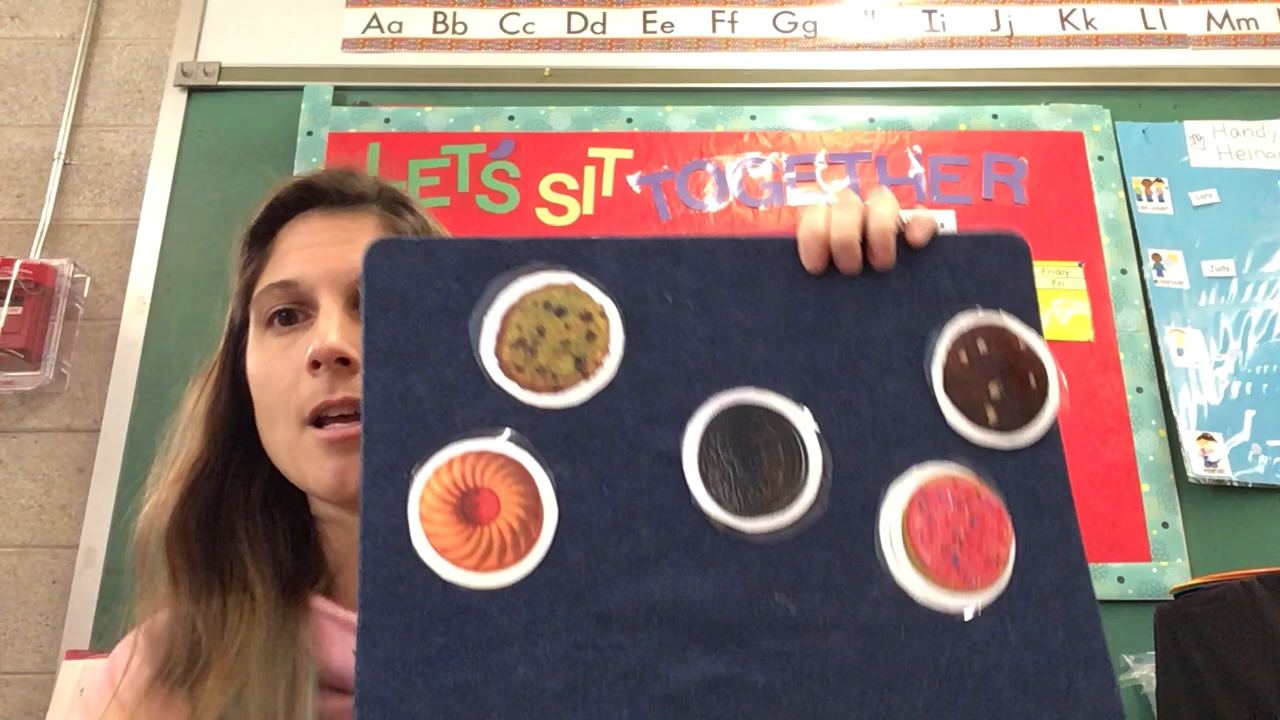 Aa Bb Cc Dd Ee Ff Gg Ii Jj Kk Ll Mm
LET'S SIT TOGETHER
Handy
Friday
Fri
Judy